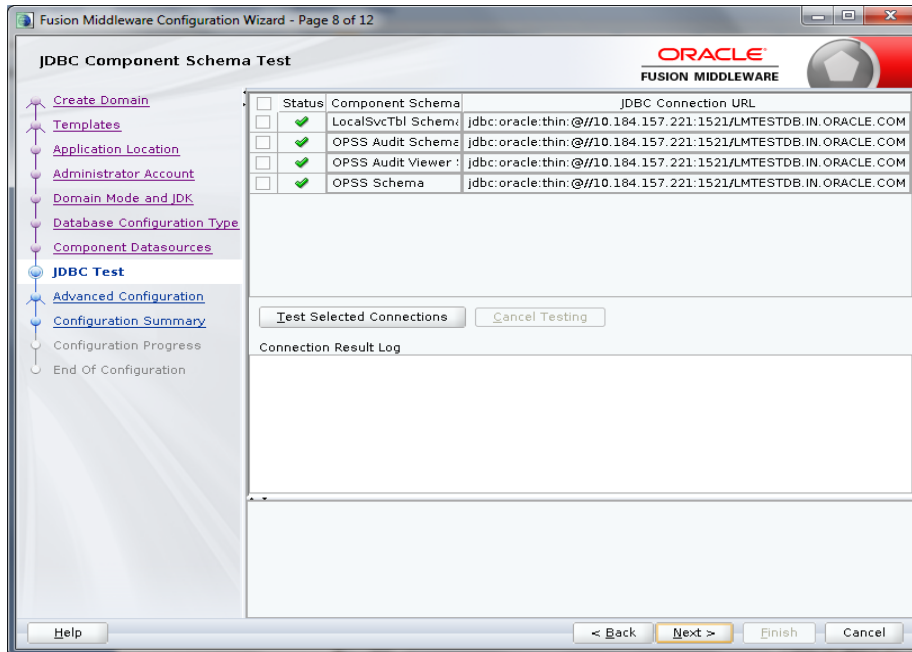 Fusion Middleware Configuration Wizard - Page 8 of 12
JDBC Component Schema Test
ORACLE
FUSION MIDDLEWARE
Create Domain
Templates
Application Location
Administrator Account
Domain Mode and JDK
Database Configuration Type
Component Datasources
JDBC Test
Advanced Configuration
Configuration Summary
Configuration Progress
End Of Configuration
Status Component Schema JDBC Connection URL
LocalSvcTbl Schema jdbc:oracle:thin:@//10.184.157.221:1521/LMTESTDB.IN.ORACLE.COM
OPSS Audit Schema jdbc:oracle:thin:@//10.184.157.221:1521/LMTESTDB.IN.ORACLE.COM
OPSS Audit Viewer S jdbc:oracle:thin:@//10.184.157.221:1521/LMTESTDB.IN.ORACLE.COM
OPSS Schema jdbc:oracle:thin:@//10.184.157.221:1521/LMTESTDB.IN.ORACLE.COM
Test Selected Connections Cancel Testing
Connection Result Log
Help < Back Next > Finish Cancel